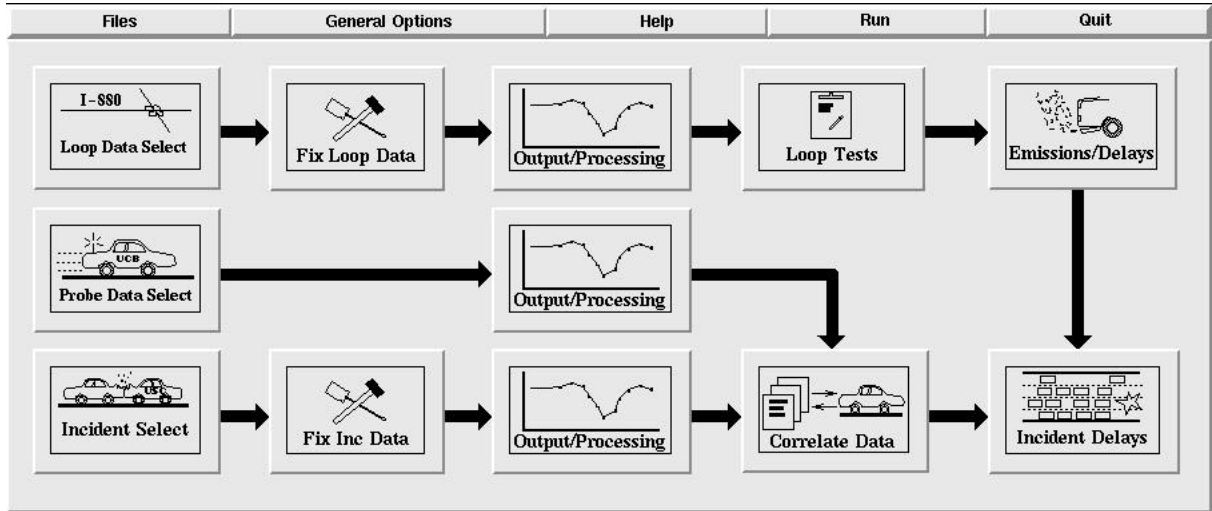 Files
General Options
Help
Run
Quit
I-880
Loop Data Select
Fix Loop Data
Output/Processing
Loop Tests
Emissions/Delays
UCB
Probe Data Select
Output/Processing
Incident Select
Fix Inc Data
Output/Processing
Correlate Data
Incident Delays